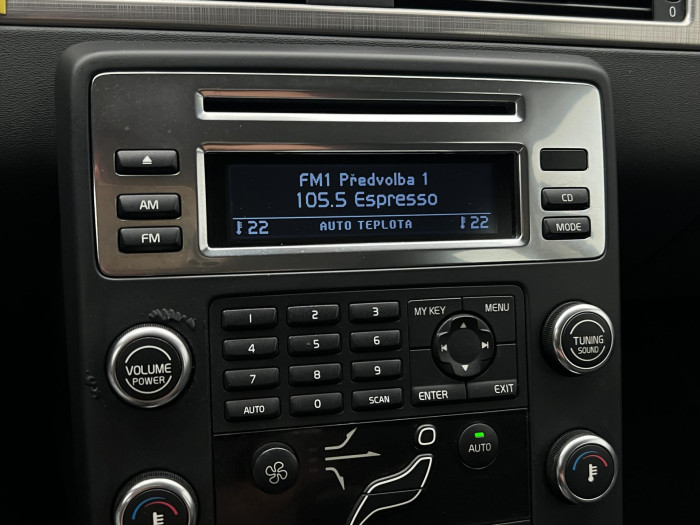 0
FM1 Předvolba 1
105.5 Espresso
22 AUTO TEPLOTA 22
AM
FM
CD
MODE
1 2 3
4 5 6
7 8 9
AUTO 0 SCAN
MY KEY MENU
ENTER EXIT
VOLUME
POWER
TUNING
SOUND
AUTO